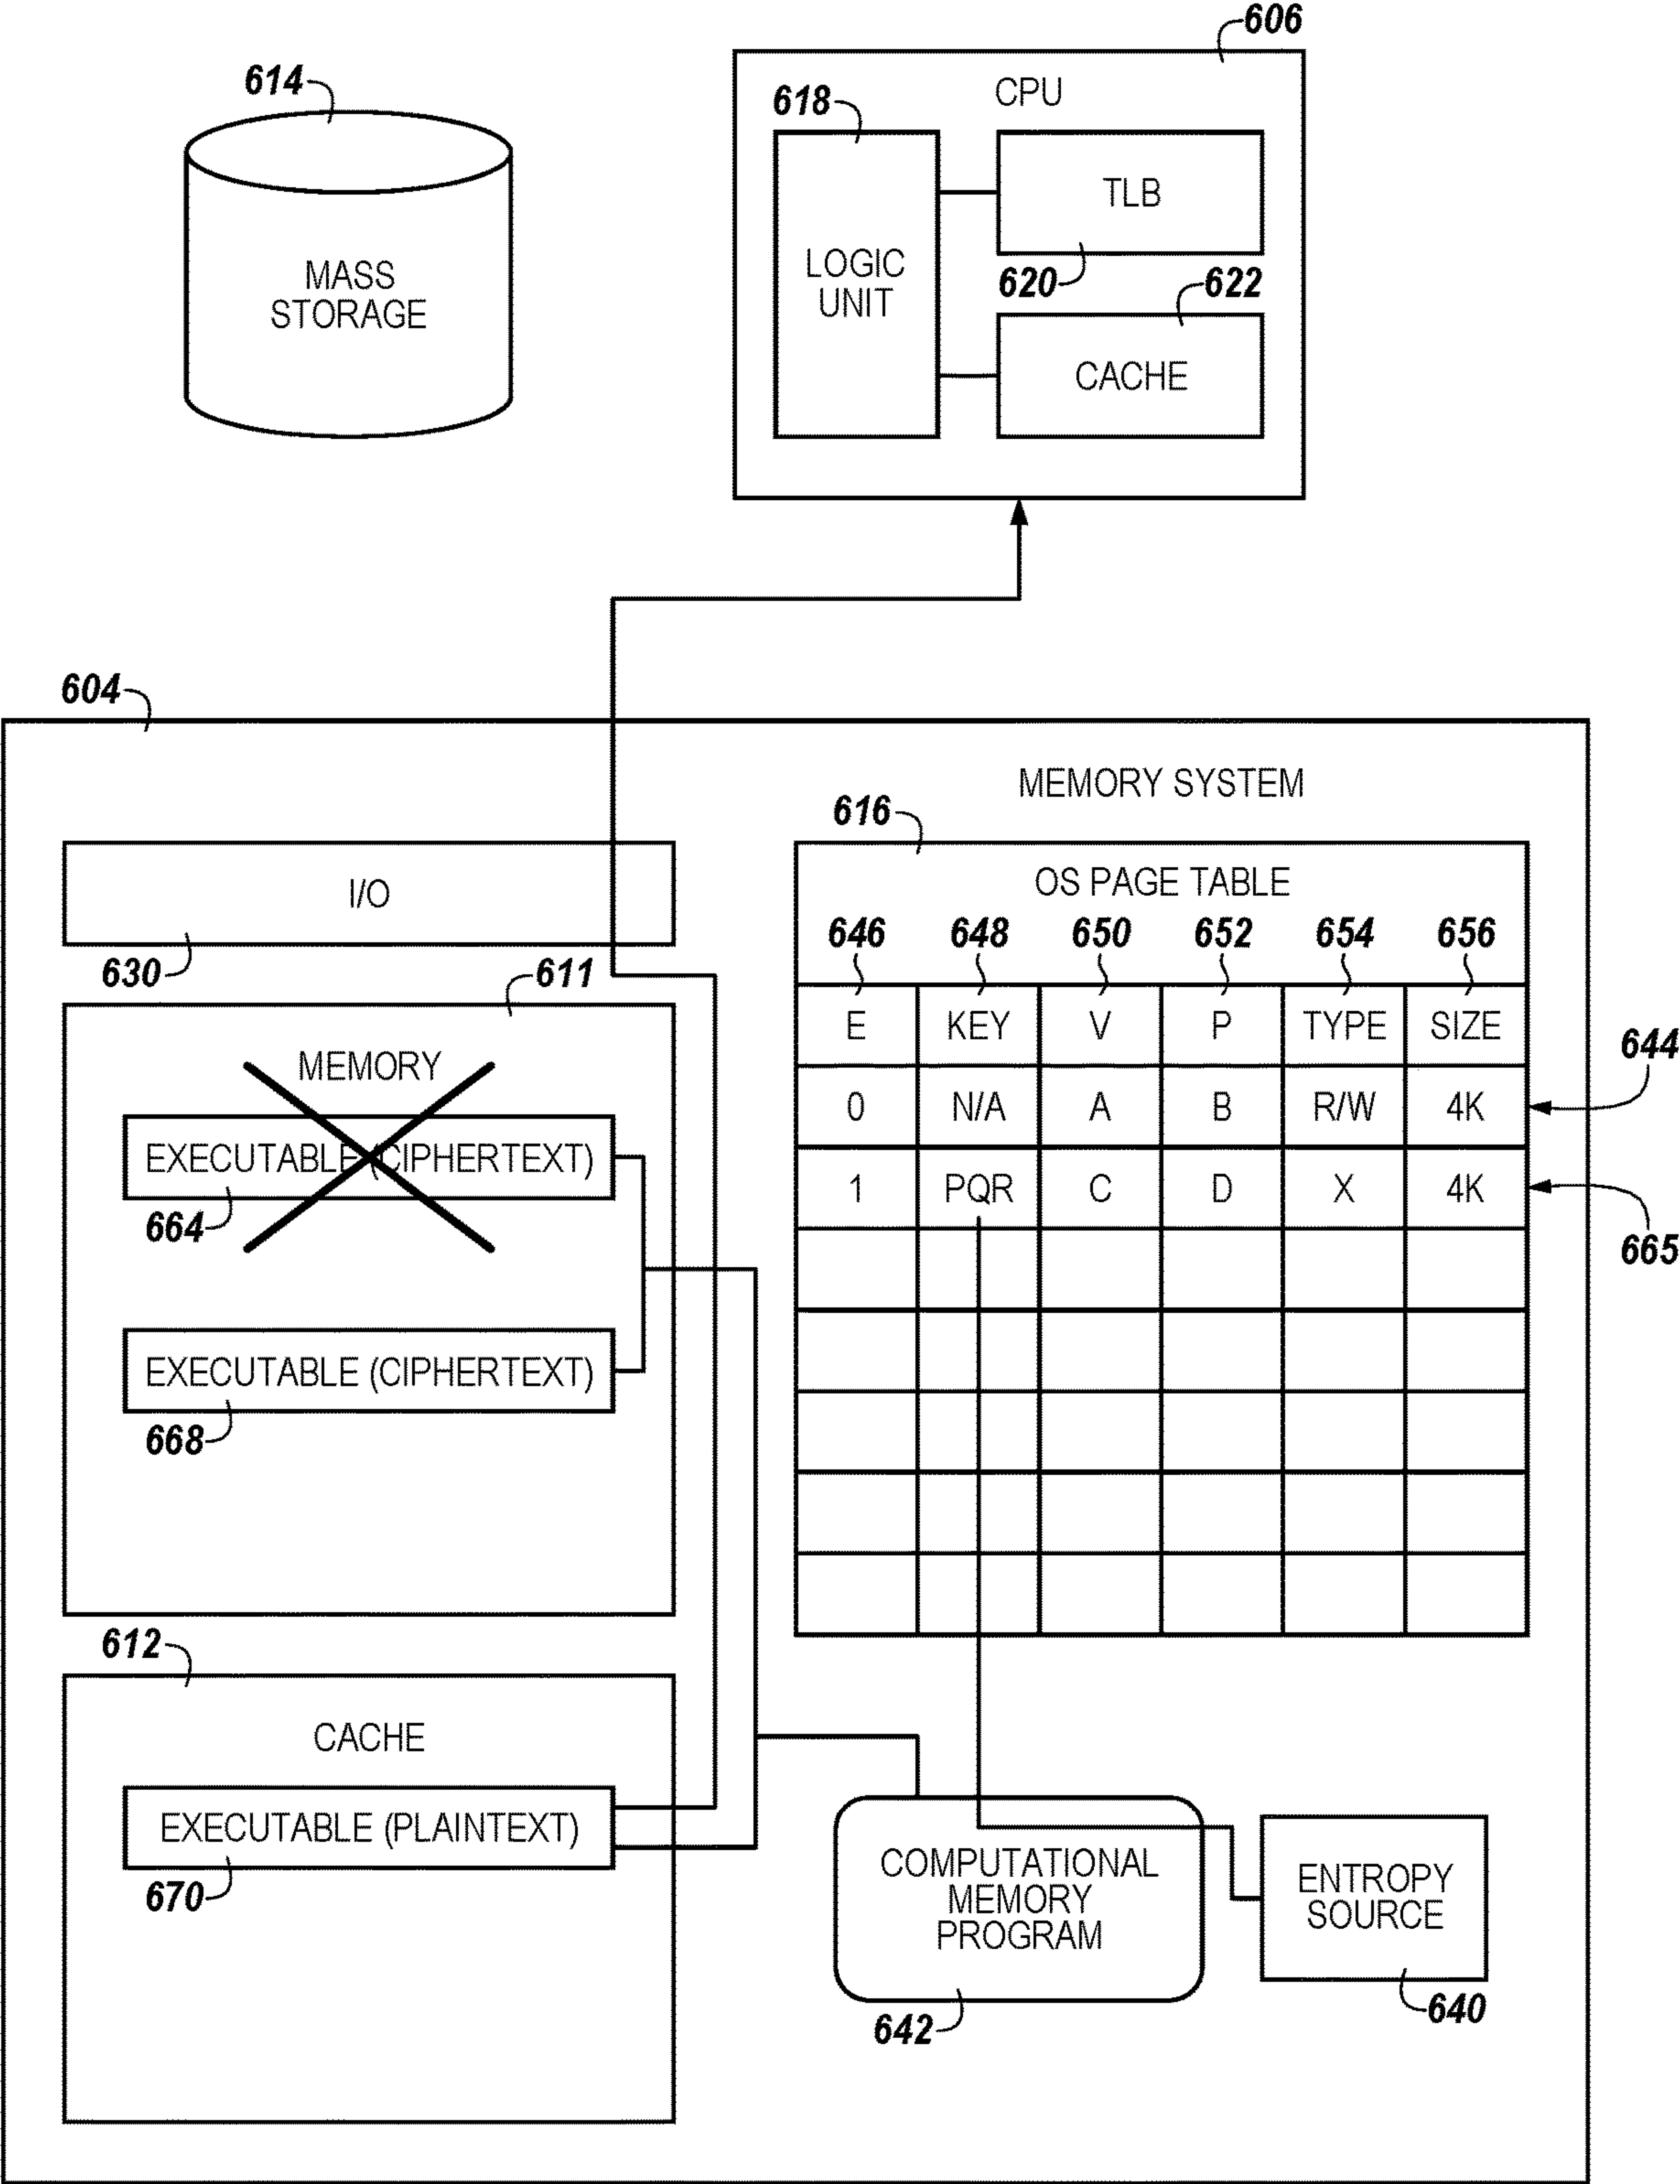 606
614
CPU
618
TLB
LOGIC
UNIT
MASS
STORAGE
620
622
CACHE
604
MEMORY SYSTEM
616
I/O
OS PAGE TABLE
646 648 650 652 654 656
630
611
E KEY V P TYPE SIZE
644
MEMORY
0 N/A A B R/W 4K
EXECUTABLE (CIPHERTEXT)
1 PQR C D X 4K
664
665
EXECUTABLE (CIPHERTEXT)
668
612
CACHE
EXECUTABLE (PLAINTEXT)
670
COMPUTATIONAL
MEMORY
PROGRAM
ENTROPY
SOURCE
642
640